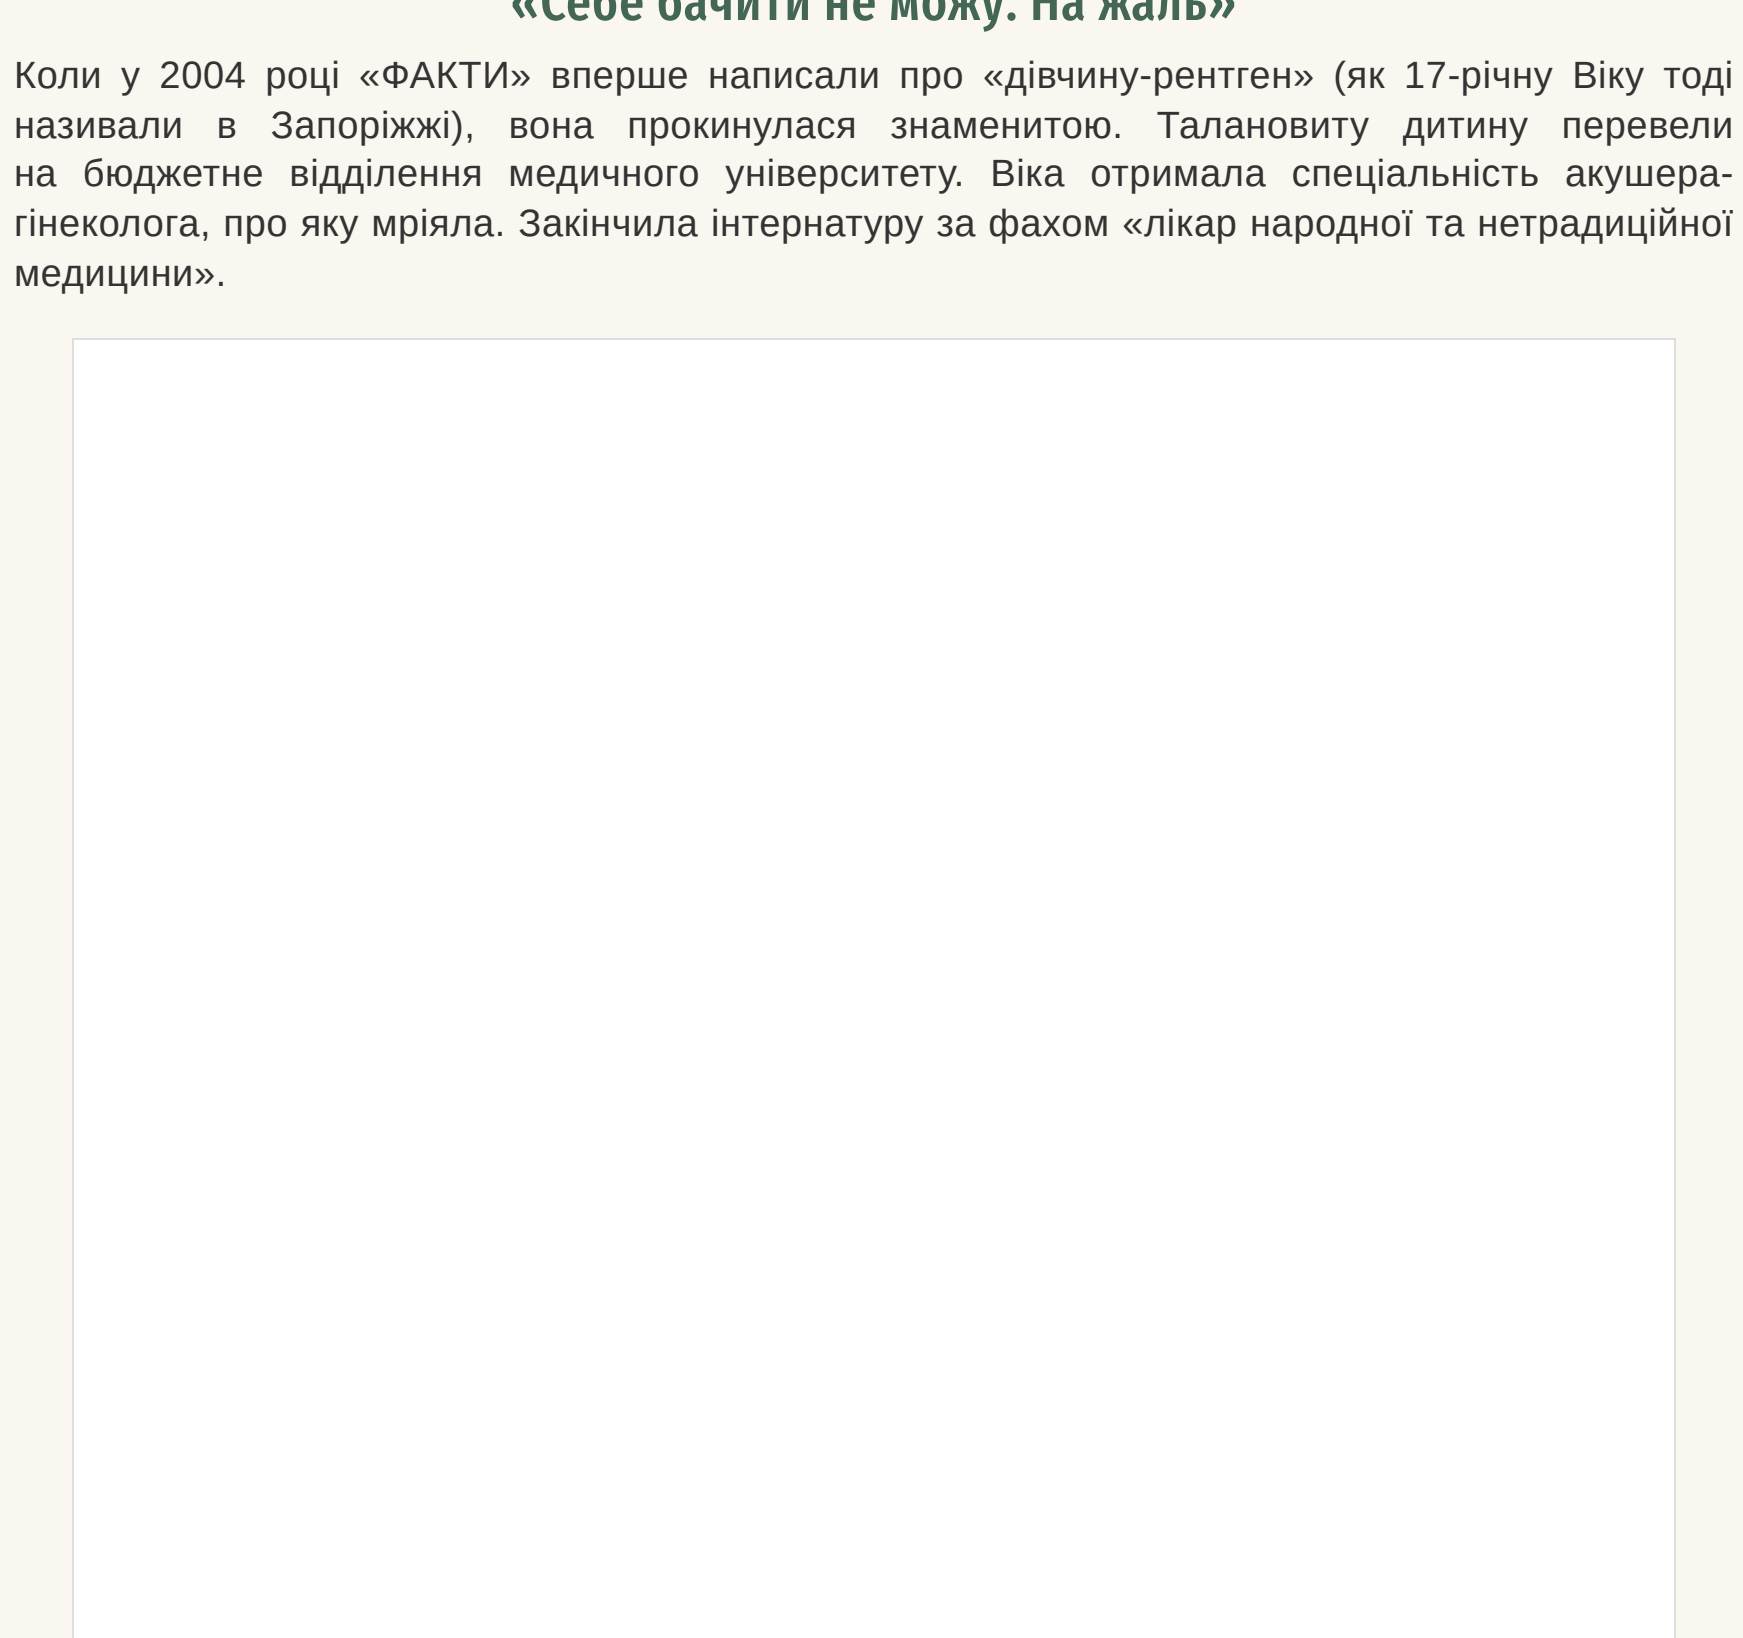 «Себе бачити не можу. На жаль»
Коли у 2004 році «ФАКТИ» вперше написали про «дівчину-рентген» (як 17-річну Віку тоді
називали в Запоріжжі), вона прокинулася знаменитою. Талановиту дитину перевели
на бюджетне відділення медичного університету. Віка отримала спеціальність акушера-
гінеколога, про яку мріяла. Закінчила інтернатуру за фахом «лікар народної та нетрадиційної
медицини».